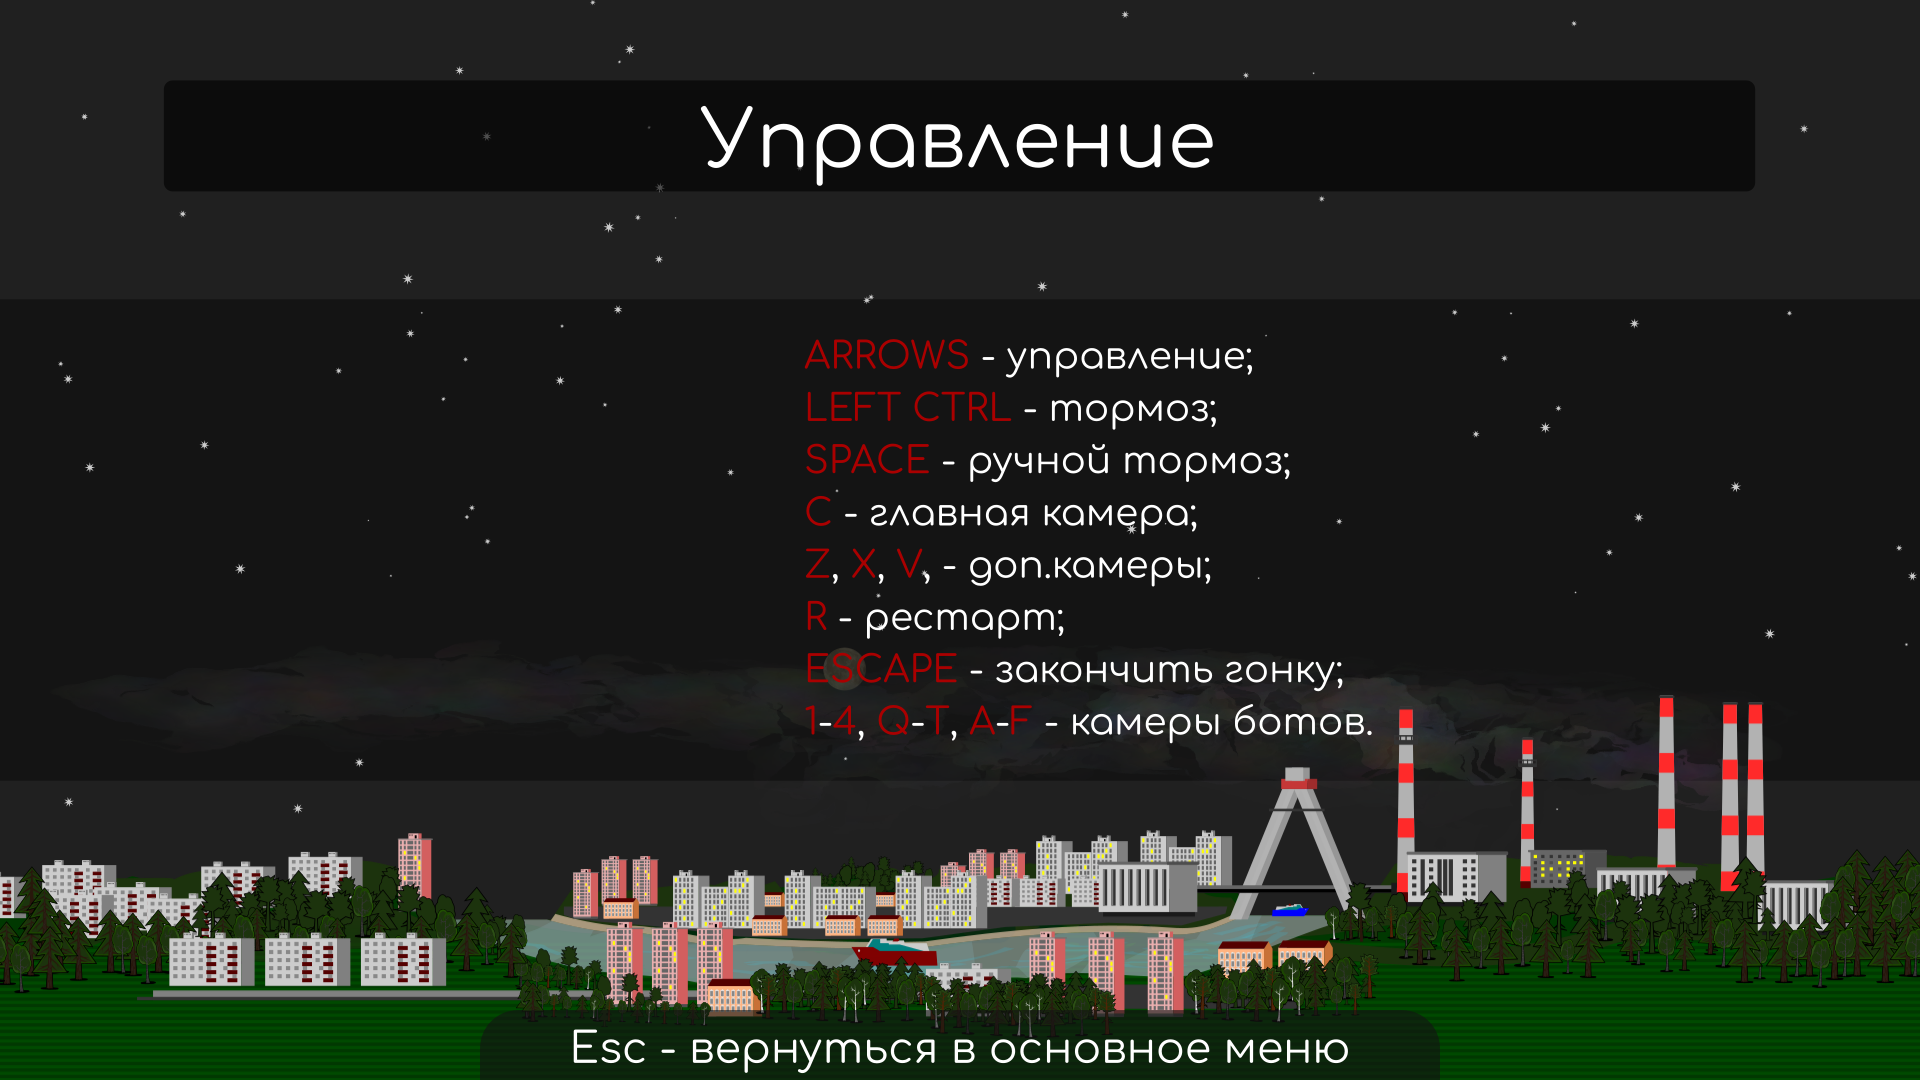 Управление
ARROWS - управление;
LEFT CTRL - тормоз;
SPACE - ручной тормоз;
C - главная камера;
Z, X, V, - доп.камеры;
R - рестарт;
ESCAPE - закончить гонку;
1-4, Q-T, A-F - камеры ботов.
Esc - вернуться в основное меню